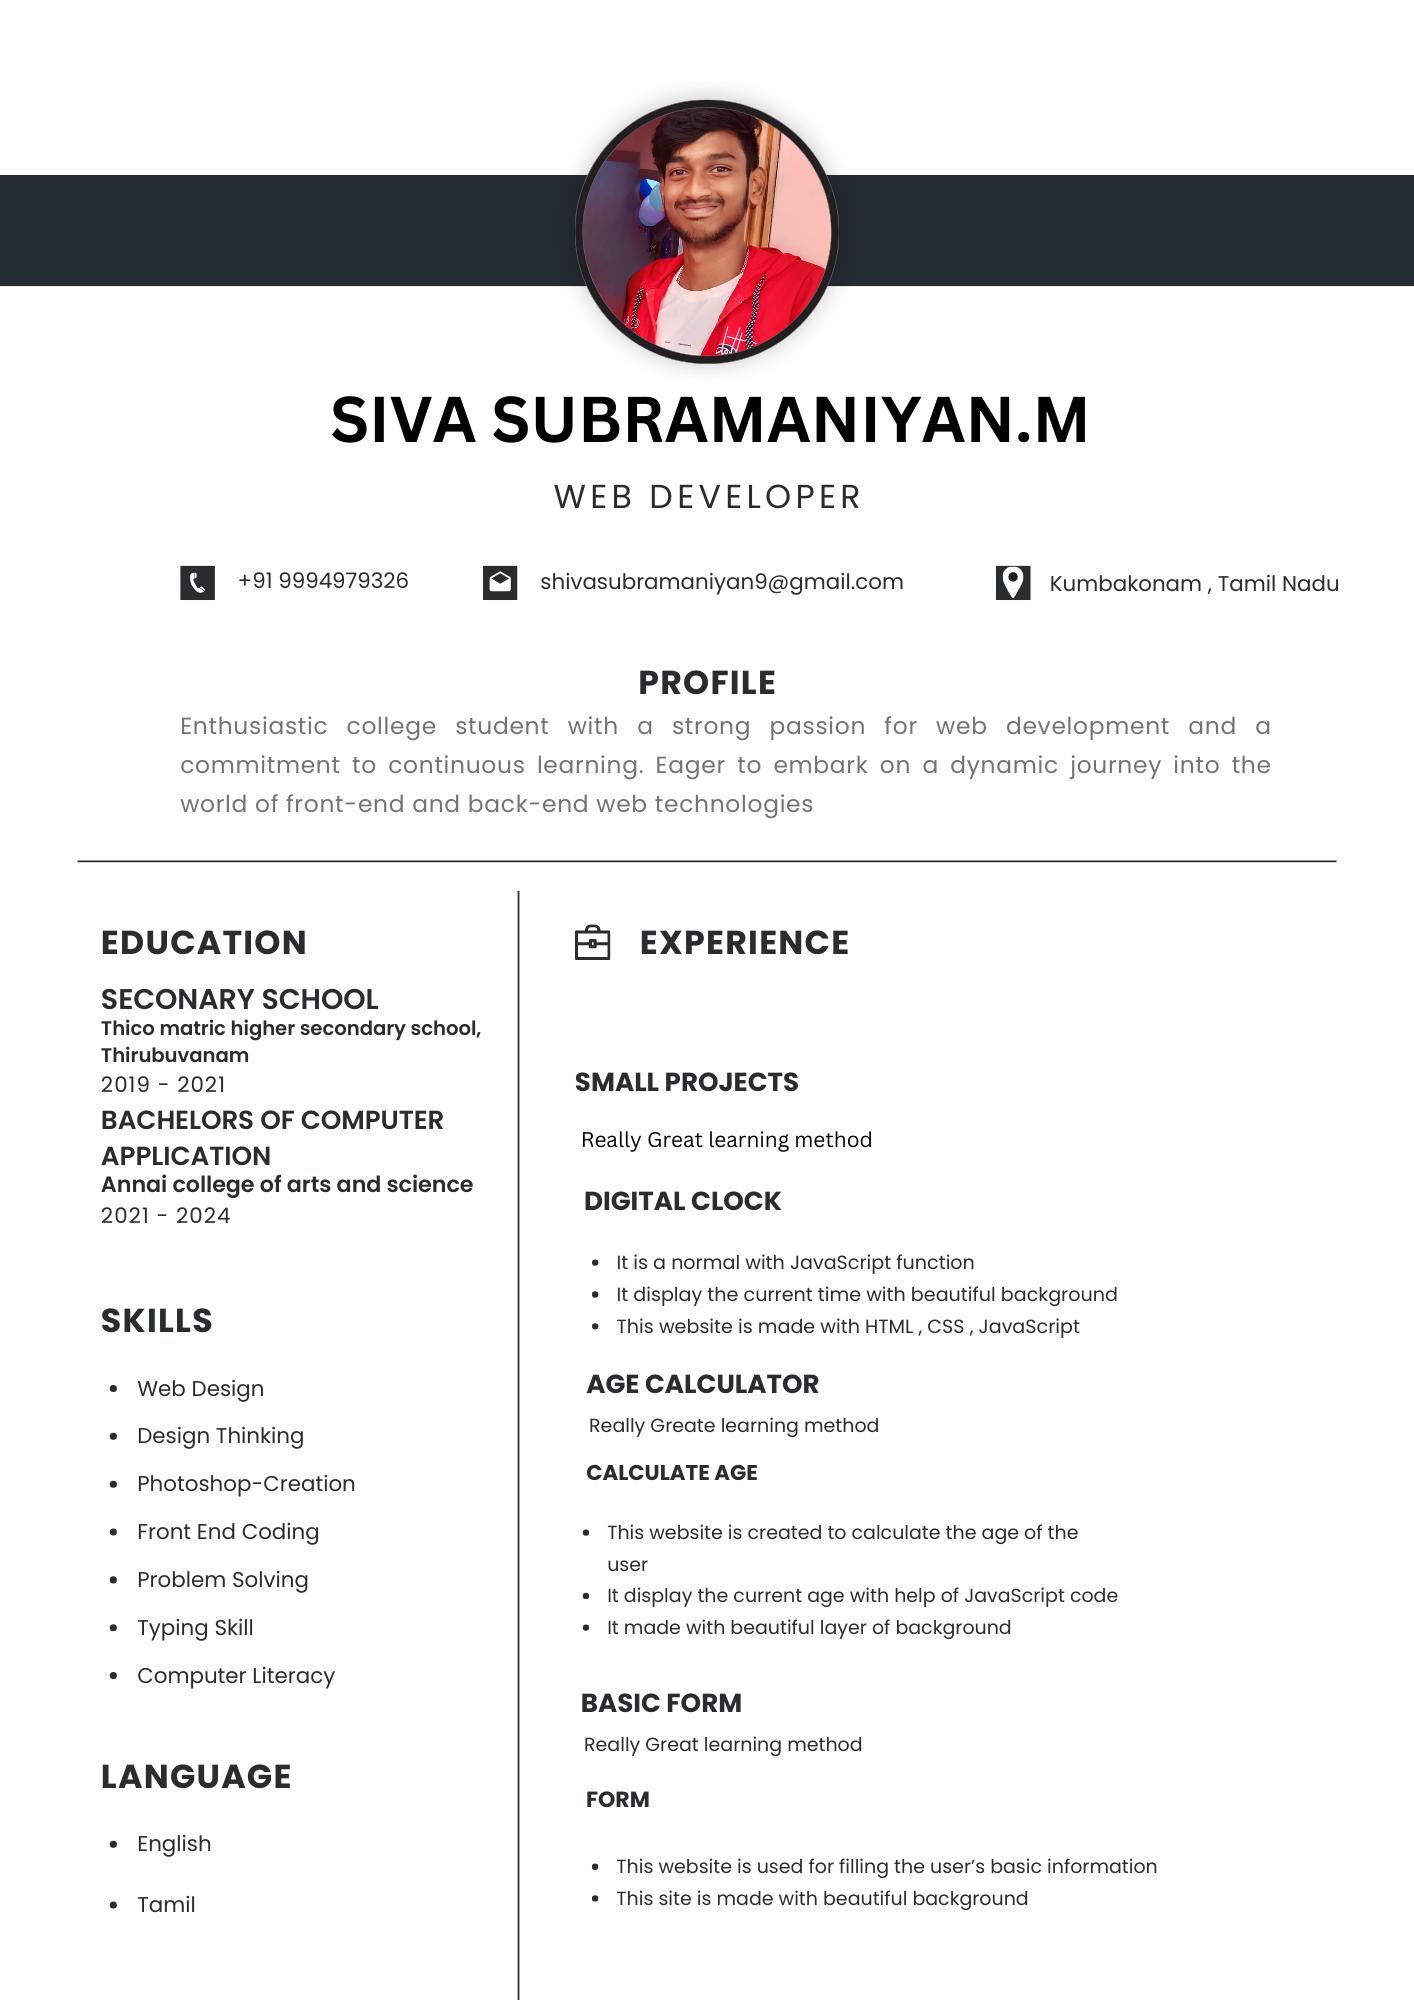 SIVA SUBRAMANIYAN.M
WEB DEVELOPER
+91 9994979326
shivasubramaniyan9@gmail.com
Kumbakonam , Tamil Nadu
PROFILE
Enthusiastic college student with a strong passion for web development and a
commitment to continuous learning. Eager to embark on a dynamic journey into the
world of front-end and back-end web technologies
EDUCATION
SECONARY SCHOOL
Thico matric higher secondary school,
Thirubuvanam
2019 - 2021
BACHELORS OF COMPUTER
APPLICATION
Annai college of arts and science
2021 - 2024
SKILLS
• Web Design
• Design Thinking
• Photoshop-Creation
• Front End Coding
• Problem Solving
• Typing Skill
• Computer Literacy
LANGUAGE
• English
• Tamil
EXPERIENCE
SMALL PROJECTS
Really Great learning method
DIGITAL CLOCK
• It is a normal with JavaScript function
• It display the current time with beautiful background
• This website is made with HTML , CSS , JavaScript
AGE CALCULATOR
Really Greate learning method
CALCULATE AGE
• This website is created to calculate the age of the
user
• It display the current age with help of JavaScript code
• It made with beautiful layer of background
BASIC FORM
Really Great learning method
FORM
• This website is used for filling the user's basic information
• This site is made with beautiful background